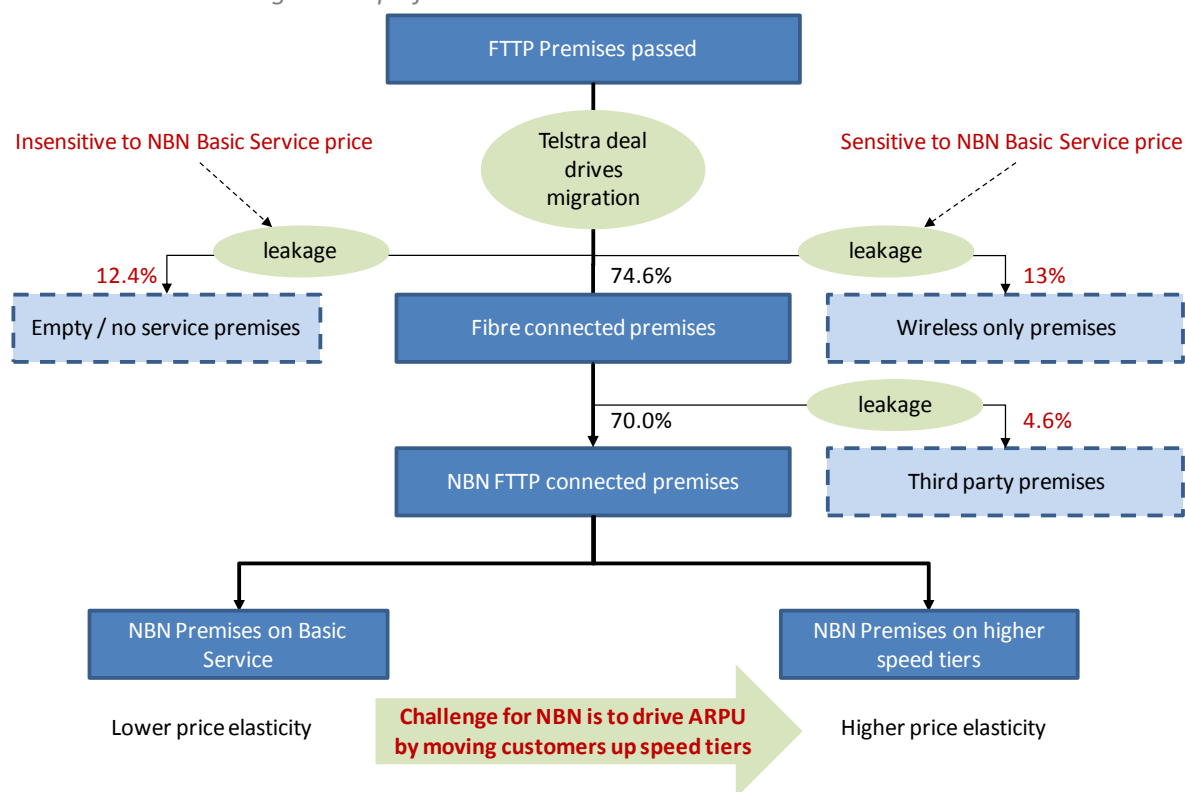 FTTP Premises passed
Insensitive to NBN Basic Service price
Telstra deal
drives
migration
Sensitive to NBN Basic Service price
leakage
leakage
12.4%
74.6%
13%
Empty / no service premises
Fibre connected premises
Wireless only premises
leakage
70.0%
4.6%
NBN FTTP connected premises
Third party premises
NBN Premises on Basic
Service
NBN Premises on higher
speed tiers
Lower price elasticity
Challenge for NBN is to drive ARPU
by moving customers up speed tiers
Higher price elasticity